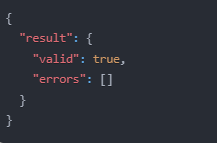 {
  "result": {
    "valid": true,
    "errors": []
  }
}